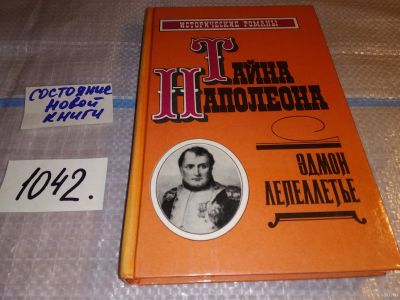 ИСТОРИЧЕСКИЕ РОМАНЫ
ТАЙНА
НАПОЛЕОНА
ЭДМОН
ЛЕПЕЛЛЕТЬЕ
состояние
новой
книги
1042.